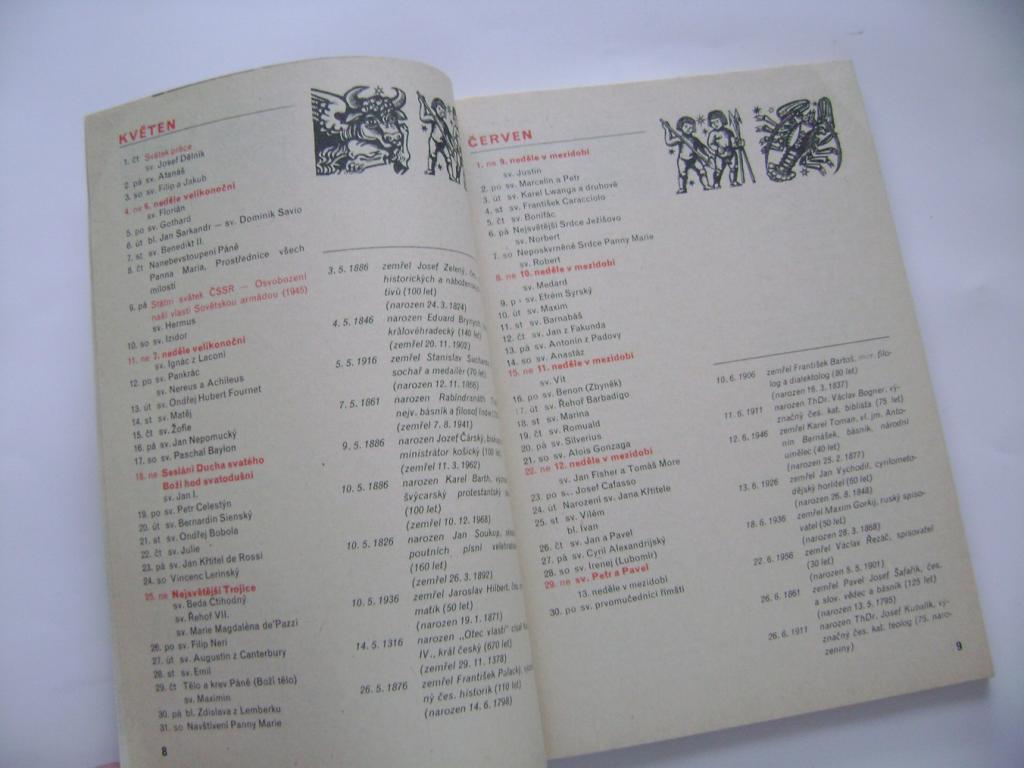 KVĚTEN
1. čt Svátek práce
sv. Josef Dělník
2. pá sv. Atanáš
3. so sv. Filip a Jakub
4. ne 6. neděle velikonoční
sv. Florián
5. po sv. Gothard
6. út bl. Jan Sarkandr — sv. Dominik Savio
7. st sv. Benedikt II.
8. čt Nanebevstoupení Páně
Panna Maria, Prostřednice všech
milostí
9. pá Státní svátek ČSSR — Osvobození
naší vlasti Sovětskou armádou (1945)
sv. Hermus
10. so sv. Izidor
11. ne 7. neděle velikonoční
sv. Ignác z Laconi
12. po sv. Pankrác
sv. Nereus a Achileus
13. út sv. Ondřej Hubert Fournet
14. st sv. Matěj
15. čt sv. Žofie
16. pá sv. Jan Nepomucký
17. so sv. Paschal Baylon
18. ne Seslání Ducha svatého
Boží hod svatodušní
sv. Jan I.
19. po sv. Petr Celestýn
20. út sv. Bernardin Sienský
21. st sv. Ondřej Bobola
22. čt sv. Julie
23. pá sv. Jan Křtitel de Rossi
24. so Vincenc Lerinský
25. ne Nejsvětější Trojice
sv. Beda Ctihodný
sv. Řehoř VII.
sv. Marie Magdaléna de'Pazzi
26. po sv. Filip Neri
27. út sv. Augustin z Canterbury
28. st sv. Emil
29. čt Tělo a krev Páně (Boží tělo)
sv. Maximin
30. pá bl. Zdislava z Lemberku
31. so Navštívení Panny Marie
8
3. 5. 1886 zemřel Josef Zelený,
historických a nábožen
tivů (100 let)
(narozen 24. 3. 1824)
4. 5. 1846 narozen Eduard Brynych,
královéhradecký (140 let)
(zemřel 20. 11. 1902)
5. 5. 1916 zemřel Stanislav Sucharda
sochař a medailér (70 let)
(narozen 12. 11. 1866)
7. 5. 1861 narozen Rabíndranáth
nejv. básník a filosof Indie
(zemřel 7. 8. 1941)
9. 5. 1886 narozen Jozef Čárský,
ministrátor košický (100 let)
(zemřel 11. 3. 1962)
10. 5. 1886 narozen Karel Barth,
švýcarský protestantský
(100 let)
(zemřel 10. 12. 1968)
10. 5. 1826 narozen Jan Soukup,
poutních písní
(160 let)
(zemřel 26. 3. 1892)
10. 5. 1936 zemřel Jaroslav Hilbert,
matik (50 let)
(narozen 19. 1. 1871)
14. 5. 1316 narozen „Otec vlasti"
IV., král český (670 let)
(zemřel 29. 11. 1378)
26. 5. 1876 zemřel František Palacký,
ný čes. historik (110 let)
(narozen 14. 6. 1798)
ČERVEN
1. ne 9. neděle v mezidobí
sv. Justin
2. po sv. Marcelin a Petr
3. út sv. Karel Lwanga a druhové
4. st sv. František Caracciolo
5. čt sv. Bonifác
6. pá Nejsvětější Srdce Ježíšovo
sv. Norbert
7. so Neposkvrněné Srdce Panny Marie
sv. Robert
8. ne 10. neděle v mezidobí
sv. Medard
9. p sv. Efrém Syrský
10. út sv. Maxim
11. st sv. Barnabáš
12. čt sv. Jan z Fakunda
13. pá sv. Antonín z Padovy
14. so sv. Anastáz
15. ne 11. neděle v mezidobí
sv. Vít
16. po sv. Benon (Zbyněk)
17. út sv. Řehoř Barbadigo
18. st sv. Marina
19. čt sv. Romuald
20. pá sv. Silverius
21. so sv. Alois Gonzaga
22. ne 12. neděle v mezidobí
sv. Jan Fisher a Tomáš More
23. po s. Josef Cafasso
24. út Narození sv. Jana Křtitele
25. st sv. Vilém
bl. Ivan
26. čt sv. Jan a Pavel
27. pá sv. Cyril Alexandrijský
28. so sv. Irenej (Lubomír)
29. ne sv. Petr a Pavel
13. neděle v mezidobí
30. po sv. prvomučedníci římští
10. 6. 1906 zemřel František Bartoš, mor. filo-
log a dialektolog (80 let)
(narozen 16. 3. 1837)
11. 6. 1911 narozen ThDr. Václav Bogner, vý-
značný čes. kat. biblista (75 let)
12. 6. 1946 zemřel Karel Toman, vl. jm. Anto-
nín Bernášek, básník, národní
umělec (40 let)
(narozen 25. 2. 1877)
13. 6. 1926 zemřel Jan Vychodil, cyrilometo-
dějský horlitel (60 let)
(narozen 26. 8. 1848)
18. 6. 1936 zemřel Maxim Gorkij, ruský spiso-
vatel (50 let)
(narozen 28. 3. 1868)
22. 6. 1956 zemřel Václav Řezáč, spisovatel
(30 let)
(narozen 5. 5. 1901)
26. 6. 1861 zemřel Pavel Josef Šafařík, čes.
a slov. vědec a básník (125 let)
(narozen 13. 5. 1795)
26. 6. 1911 narozen ThDr. Josef Kubalík, vý-
značný čes. kat. teolog (75. naro-
zeniny)
9